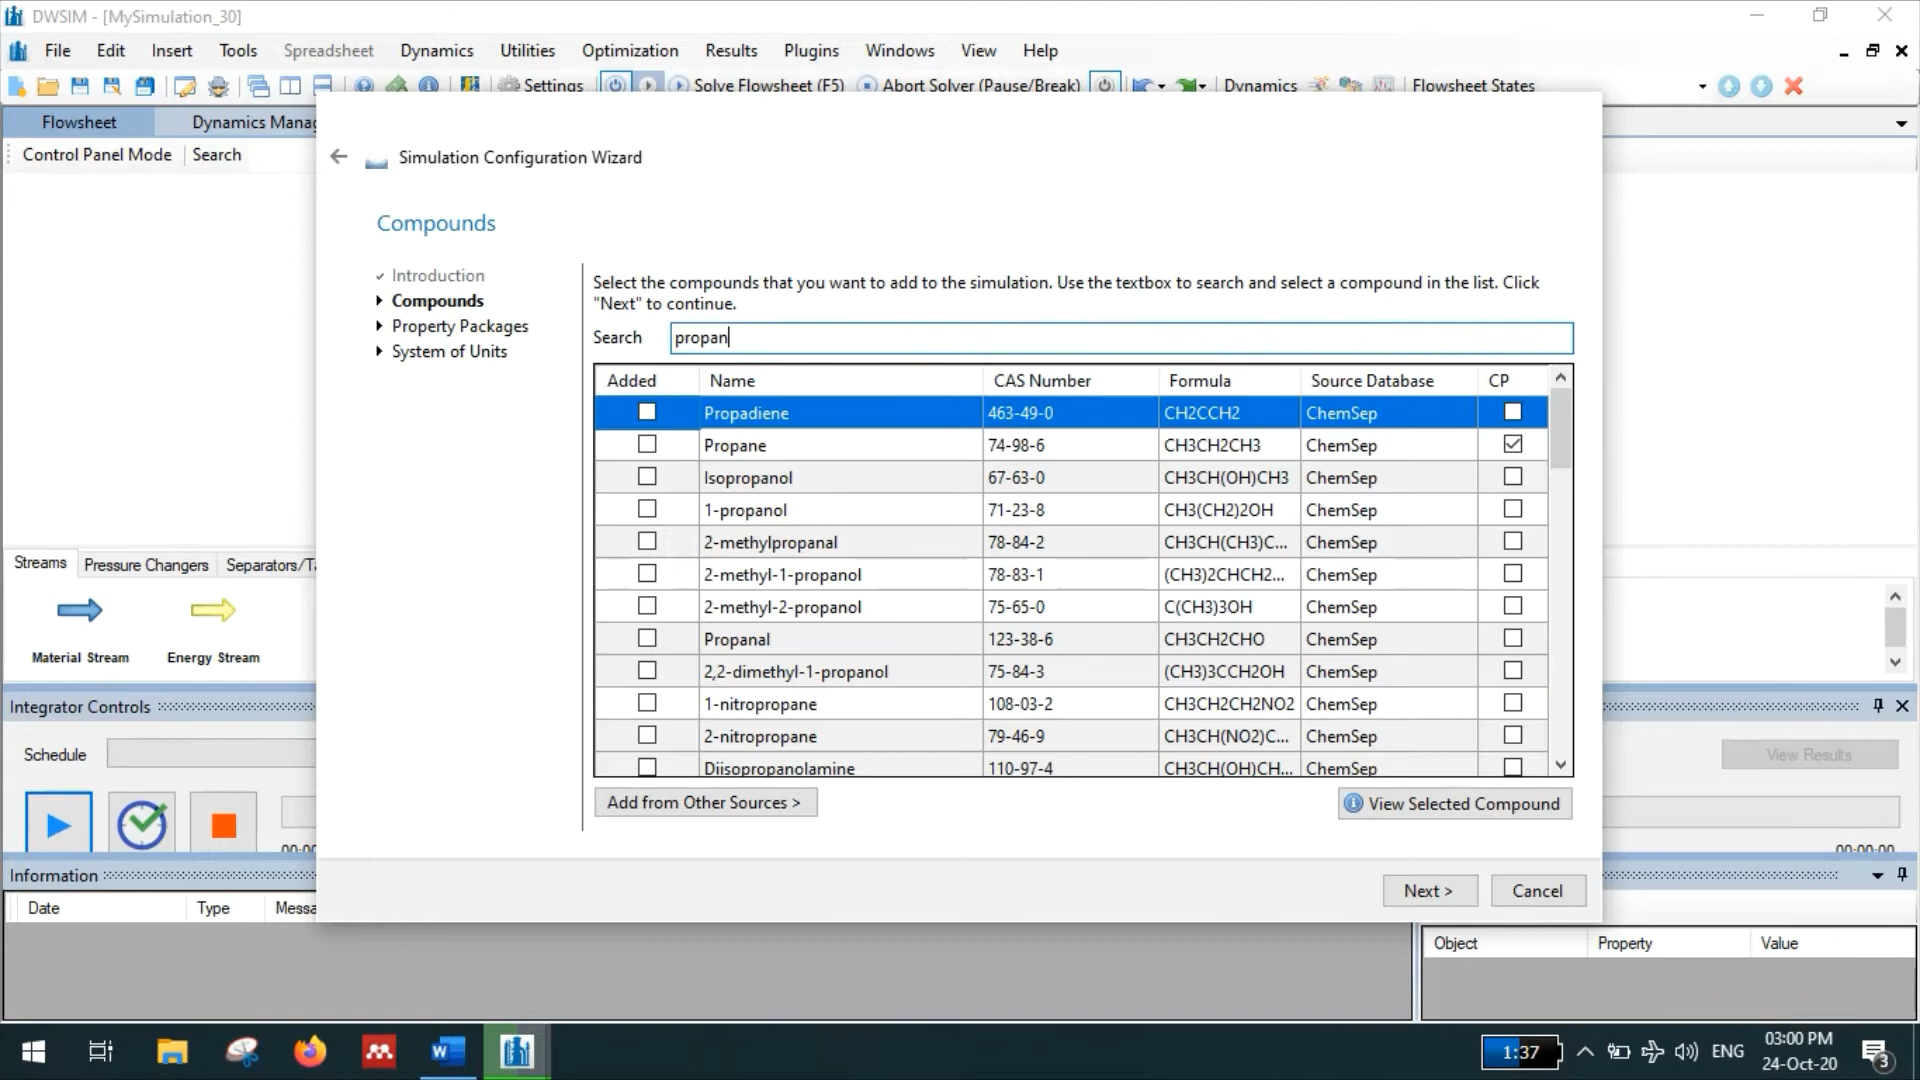 DWSIM - [MySimulation_30]
File Edit Insert Tools Spreadsheet Dynamics Utilities Optimization Results Plugins Windows View Help
Settings Solve Flowsheet (F5) Abort Solver (Pause/Break) Dynamics Flowsheet States
Flowsheet Dynamics Manag
Control Panel Mode Search
Simulation Configuration Wizard
Compounds
Introduction
Compounds
Property Packages
System of Units
Select the compounds that you want to add to the simulation. Use the textbox to search and select a compound in the list. Click
"Next" to continue.
Search propan
Added Name CAS Number Formula Source Database CP
Propadiene 463-49-0 CH2CCH2 ChemSep
Propane 74-98-6 CH3CH2CH3 ChemSep
Isopropanol 67-63-0 CH3CH(OH)CH3 ChemSep
1-propanol 71-23-8 CH3(CH2)2OH ChemSep
2-methylpropanal 78-84-2 CH3CH(CH3)C... ChemSep
2-methyl-1-propanol 78-83-1 (CH3)2CHCH2... ChemSep
2-methyl-2-propanol 75-65-0 C(CH3)3OH ChemSep
Propanal 123-38-6 CH3CH2CHO ChemSep
2,2-dimethyl-1-propanol 75-84-3 (CH3)3CCH2OH ChemSep
1-nitropropane 108-03-2 CH3CH2CH2NO2 ChemSep
2-nitropropane 79-46-9 CH3CH(NO2)C... ChemSep
Diisopropanolamine 110-97-4 CH3CH(OH)CH... ChemSep
Add from Other Sources > View Selected Compound
Next > Cancel
Streams Pressure Changers Separators/Ta
Material Stream Energy Stream
Integrator Controls
Schedule View Results
00:00 00:00:00
Information
Date Type Messa
Object Property Value
1:37 ENG 03:00 PM
24-Oct-20 3